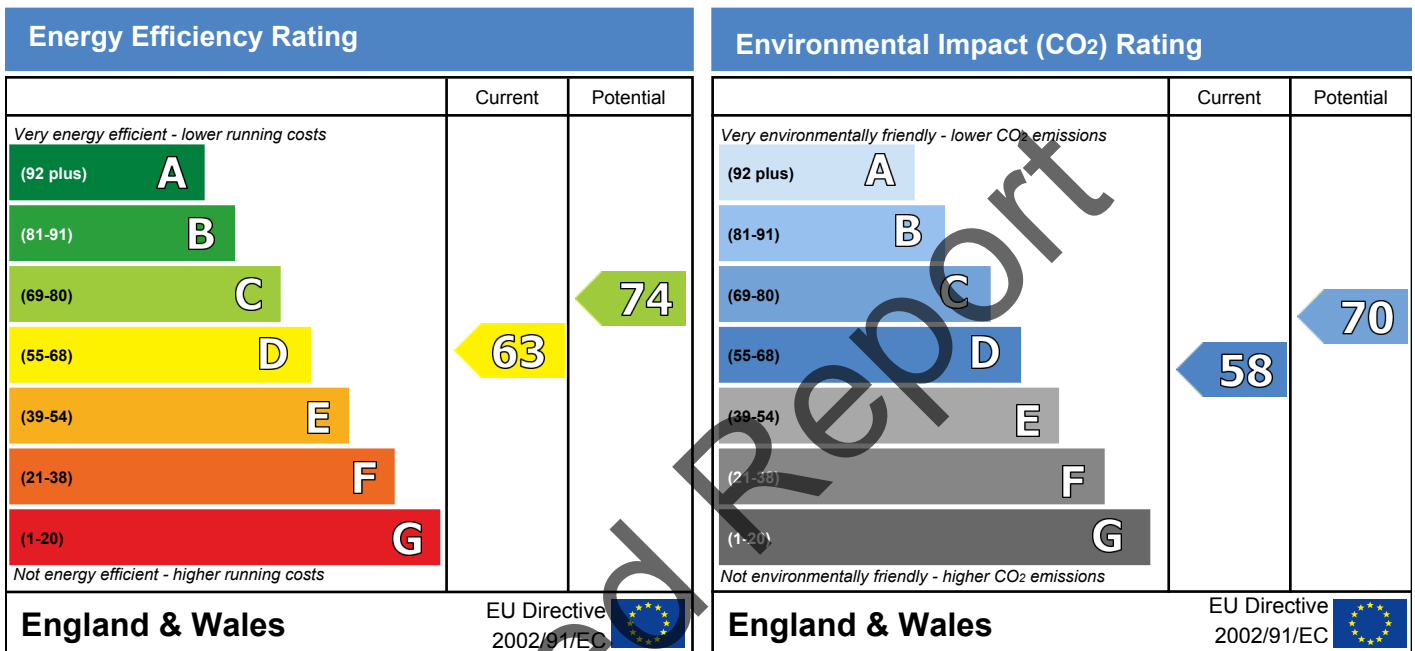 Energy Efficiency Rating
Current Potential
Very energy efficient - lower running costs
(92 plus) A
(81-91) B
(69-80) C
(55-68) D
(39-54) E
(21-38) F
(1-20) G
63
74
Not energy efficient - higher running costs
England & Wales
EU Directive
2002/91/EC
Environmental Impact (CO2) Rating
Current Potential
Very environmentally friendly - lower CO2 emissions
(92 plus) A
(81-91) B
(69-80) C
(55-68) D
(39-54) E
(21-38) F
(1-20) G
58
70
Not environmentally friendly - higher CO2 emissions
England & Wales
EU Directive
2002/91/EC
Report